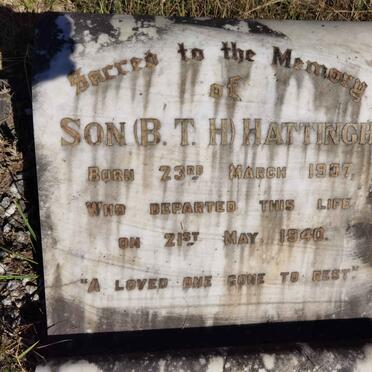 Sacred to the Memory
of
SON (B. T. H) HATTINGH
BORN 23RD MARCH 1907,
WHO DEPARTED THIS LIFE
ON 21ST MAY 1940.
"A LOVED ONE GONE TO REST"